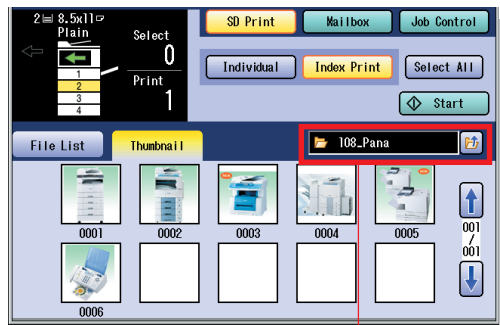 2 8.5x11
Plain
Select
0
Print
1
1
2
3
4
SD Print
Mailbox
Job Control
Individual
Index Print
Select All
Start
File List
Thumbnail
108_Pana
0001
0002
0003
0004
0005
001
/
001
0006